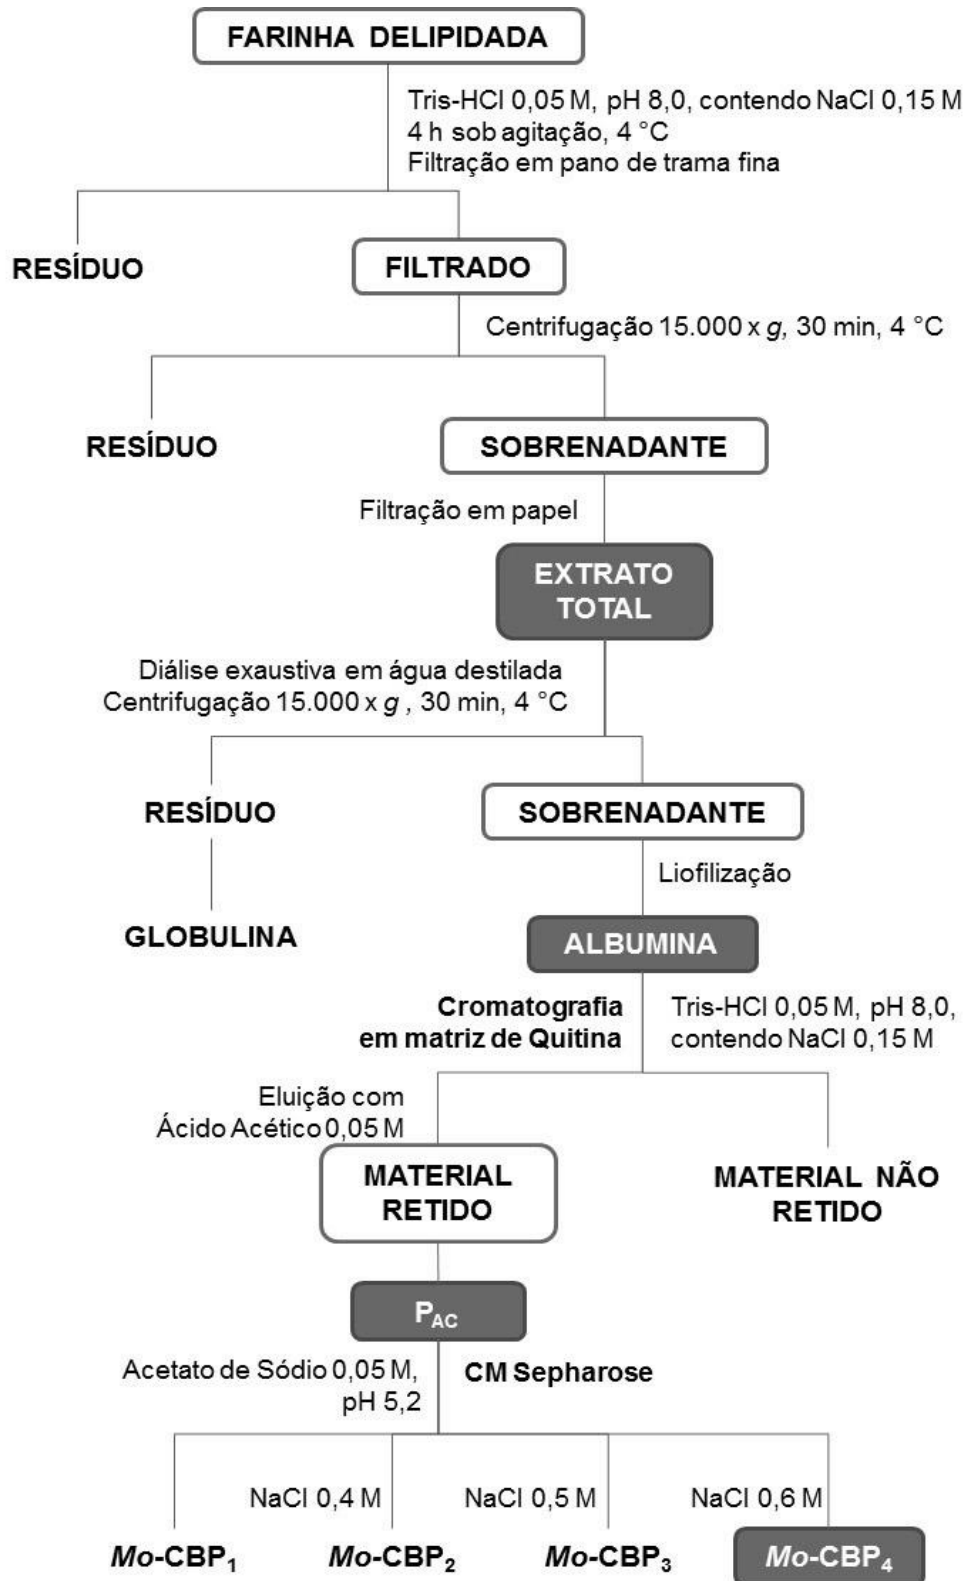 FARINHA DELIPIDADA
Tris-HCl 0,05 M, pH 8,0, contendo NaCl 0,15 M
4 h sob agitação, 4 °C
Filtração em pano de trama fina
RESÍDUO
FILTRADO
Centrifugação 15.000 x g, 30 min, 4 °C
RESÍDUO
SOBRENADANTE
Filtração em papel
EXTRATO
TOTAL
Diálise exaustiva em água destilada
Centrifugação 15.000 x g , 30 min, 4 °C
RESÍDUO
SOBRENADANTE
Liofilização
GLOBULINA
ALBUMINA
Cromatografia
em matriz de Quitina
Tris-HCl 0,05 M, pH 8,0,
contendo NaCl 0,15 M
Eluição com
Ácido Acético 0,05 M
MATERIAL
RETIDO
MATERIAL NÃO
RETIDO
P_AC
Acetato de Sódio 0,05 M,
pH 5,2
CM Sepharose
NaCl 0,4 M
NaCl 0,5 M
NaCl 0,6 M
Mo-CBP₁
Mo-CBP₂
Mo-CBP₃
Mo-CBP₄